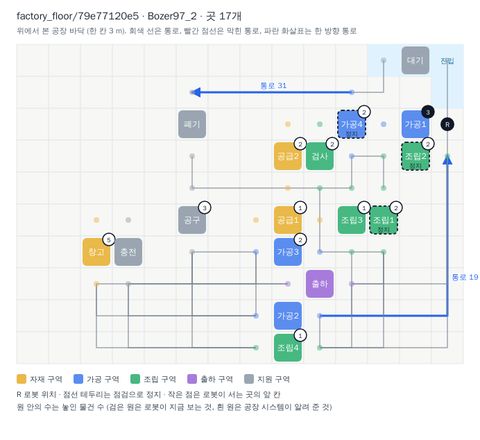 factory_floor/79e77120e5 · Bozer97_2 · 곳 17개
위에서 본 공장 바닥 (한 칸 3 m). 회색 선은 통로, 빨간 점선은 막힌 통로, 파란 화살표는 한 방향 통로
대기
전립
통로 31
폐기
2
가공4
정지
3
가공1
R
2
공급2
2
검사
2
조립2
정지
3
공구
1
공급1
1
조립3
2
조립1
정지
5
창고
충전
2
가공3
출하
통로 19
가공2
1
조립4
자재 구역
가공 구역
조립 구역
출하 구역
지원 구역
R 로봇 위치 · 점선 테두리는 점검으로 정지 · 작은 점은 로봇이 서는 곳의 앞 칸
원 안의 수는 놓인 물건 수 (검은 원은 로봇이 지금 보는 것, 흰 원은 공장 시스템이 알려 준 것)